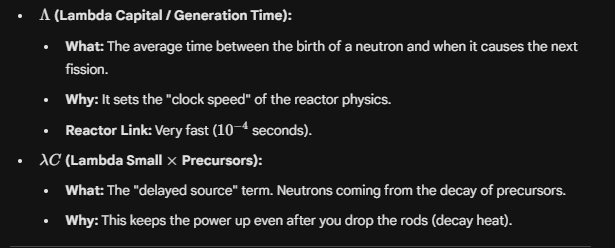 • Λ (Lambda Capital / Generation Time):
• What: The average time between the birth of a neutron and when it causes the next
fission.
• Why: It sets the "clock speed" of the reactor physics.
• Reactor Link: Very fast (10⁻⁴ seconds).
• λC (Lambda Small × Precursors):
• What: The "delayed source" term. Neutrons coming from the decay of precursors.
• Why: This keeps the power up even after you drop the rods (decay heat).